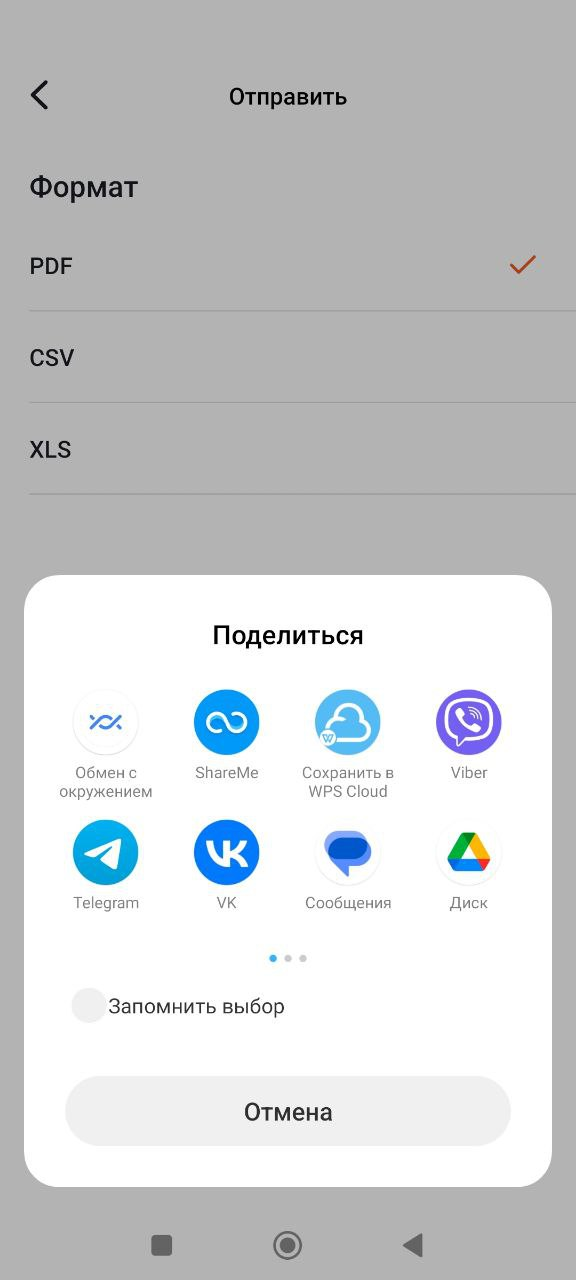 Отправить
Формат
PDF
CSV
XLS
Поделиться
Обмен с
окружением
ShareMe
Сохранить в
WPS Cloud
Viber
Telegram
VK
Сообщения
Диск
Запомнить выбор
Отмена